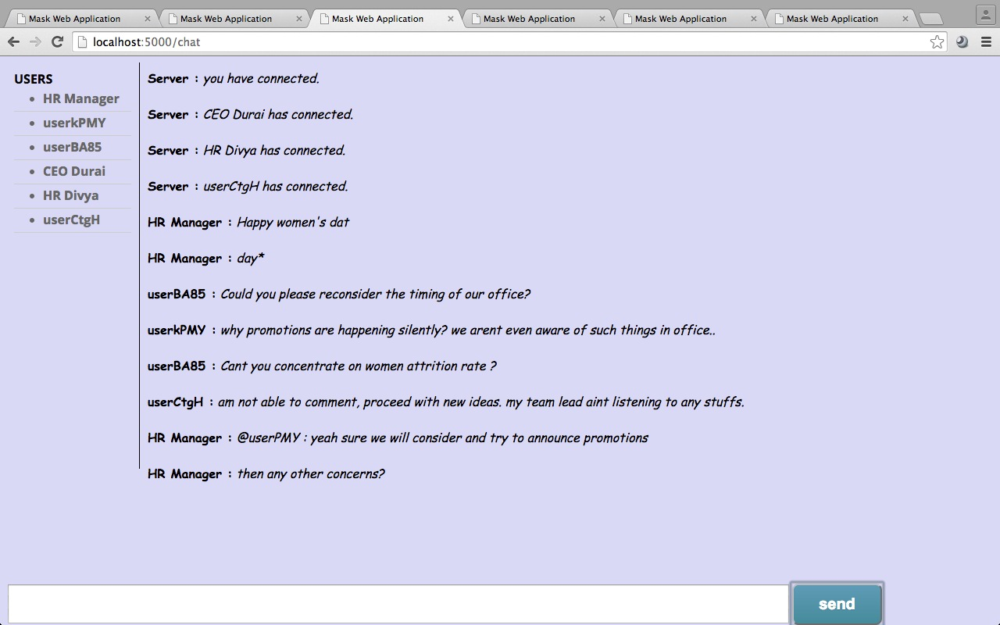 Mask Web Application
Mask Web Application
Mask Web Application
Mask Web Application
Mask Web Application
Mask Web Application
localhost:5000/chat
USERS
HR Manager
userkPMY
userBA85
CEO Durai
HR Divya
userCtgH
Server : you have connected.
Server : CEO Durai has connected.
Server : HR Divya has connected.
Server : userCtgH has connected.
HR Manager : Happy women's dat
HR Manager : day*
userBA85 : Could you please reconsider the timing of our office?
userkPMY : why promotions are happening silently? we arent even aware of such things in office..
userBA85 : Cant you concentrate on women attrition rate ?
userCtgH : am not able to comment, proceed with new ideas. my team lead aint listening to any stuffs.
HR Manager : @userPMY : yeah sure we will consider and try to announce promotions
HR Manager : then any other concerns?
send